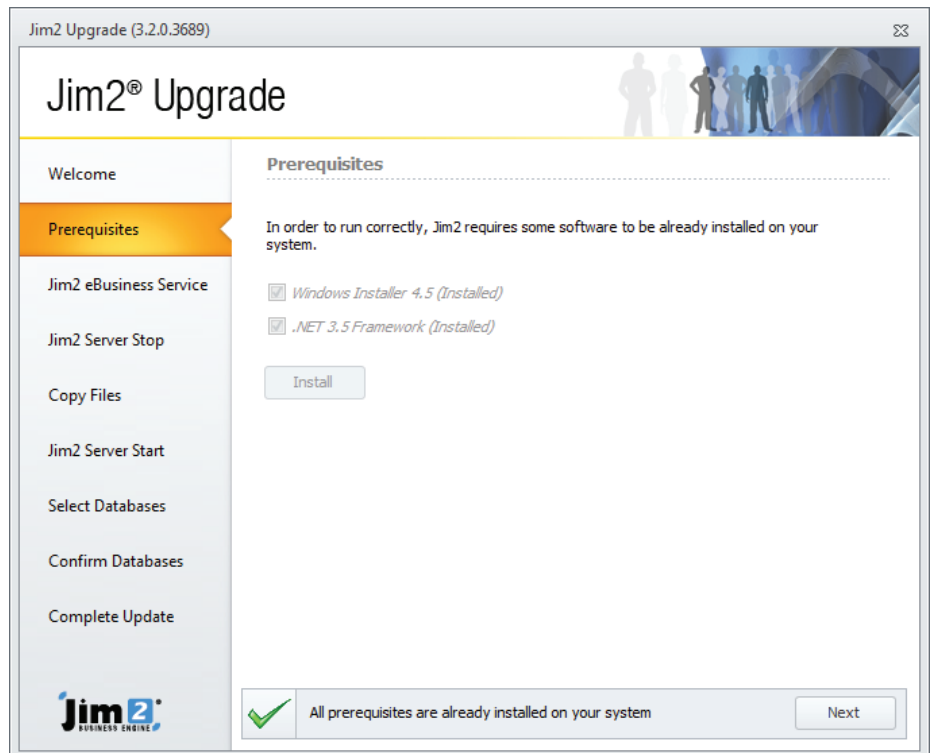 Jim2 Upgrade (3.2.0.3689)
Jim2® Upgrade
Welcome
Prerequisites
Jim2 eBusiness Service
Jim2 Server Stop
Copy Files
Jim2 Server Start
Select Databases
Confirm Databases
Complete Update
Jim2
BUSINESS ENGINE
Prerequisites
In order to run correctly, Jim2 requires some software to be already installed on your
system.
Windows Installer 4.5 (Installed)
.NET 3.5 Framework (Installed)
Install
All prerequisites are already installed on your system
Next